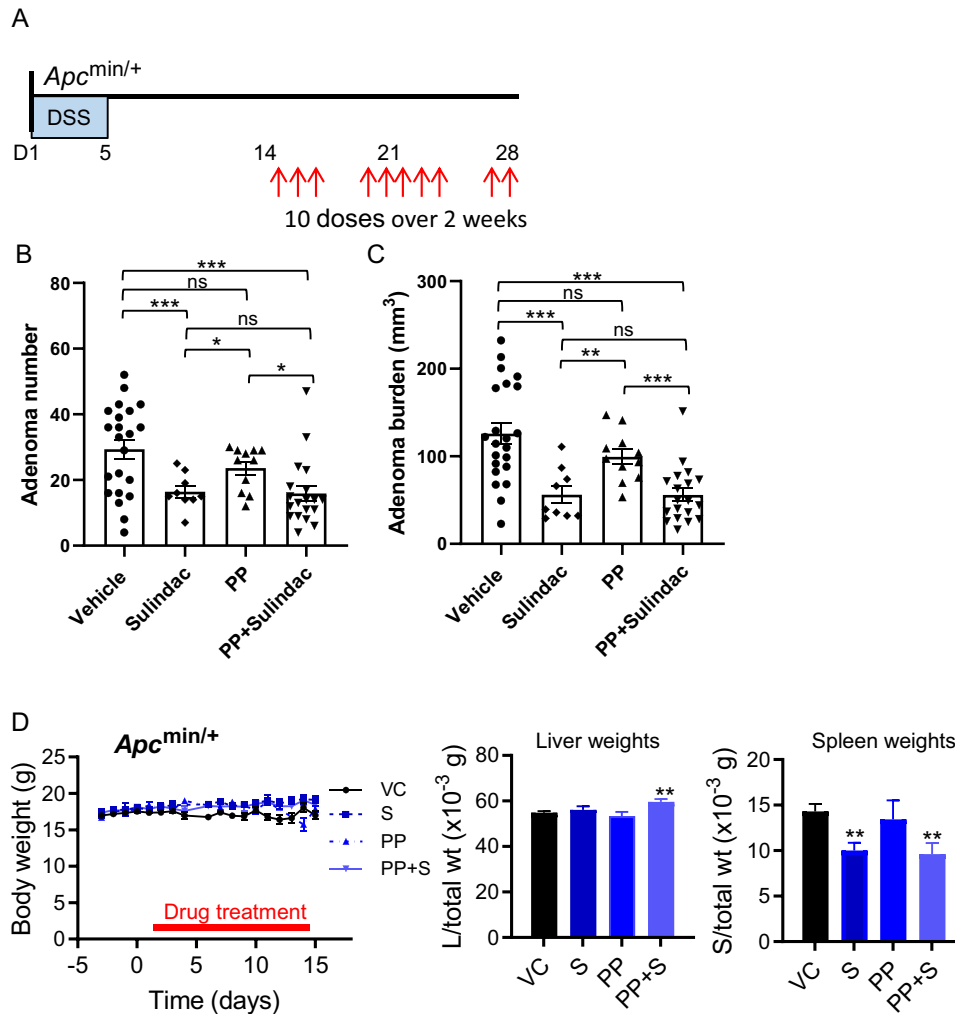 A
Apc^min/+
DSS
D1 5 14 21 28
10 doses over 2 weeks
B
Adenoma number
80
60
40
20
0
***
ns
***
ns
*
*
Vehicle
Sulindac
PP
PP+Sulindac
C
Adenoma burden (mm³)
300
200
100
0
***
ns
***
ns
**
***
Vehicle
Sulindac
PP
PP+Sulindac
D
Apc^min/+
Body weight (g)
25
20
15
10
5
0
-5 0 5 10 15
Time (days)
Drug treatment
VC
S
PP
PP+S
Liver weights
L/total wt (x10⁻³ g)
80
60
40
20
0
**
VC
S
PP
PP+S
Spleen weights
S/total wt (x10⁻³ g)
20
15
10
5
0
**
**
VC
S
PP
PP+S